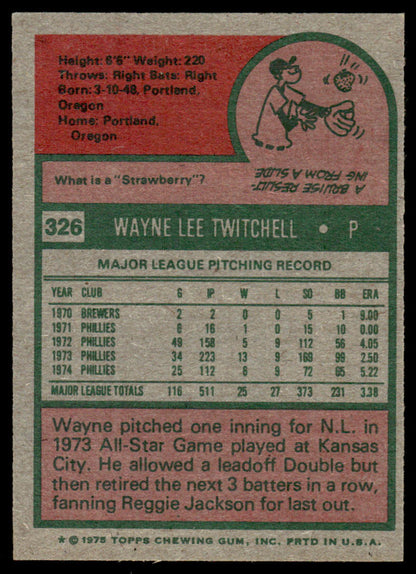 Height: 6'6" Weight: 220
Throws: Right Bats: Right
Born: 3-10-48, Portland,
Oregon
Home: Portland,
Oregon
What is a "Strawberry"?
A BRUISE RESULT-
ING FROM A SLIDE
326 WAYNE LEE TWITCHELL • P
MAJOR LEAGUE PITCHING RECORD
YEAR CLUB G IP W L SO BB ERA
1970 BREWERS 2 2 0 0 5 1 9.00
1971 PHILLIES 6 16 1 0 15 10 0.00
1972 PHILLIES 49 158 5 9 112 56 4.05
1973 PHILLIES 34 223 13 9 169 99 2.50
1974 PHILLIES 25 112 6 9 72 65 5.22
MAJOR LEAGUE TOTALS 116 511 25 27 373 231 3.38
Wayne pitched one inning for N.L. in
1973 All-Star Game played at Kansas
City. He allowed a leadoff Double but
then retired the next 3 batters in a row,
fanning Reggie Jackson for last out.
* © 1975 TOPPS CHEWING GUM, INC. PRTD IN U.S.A.